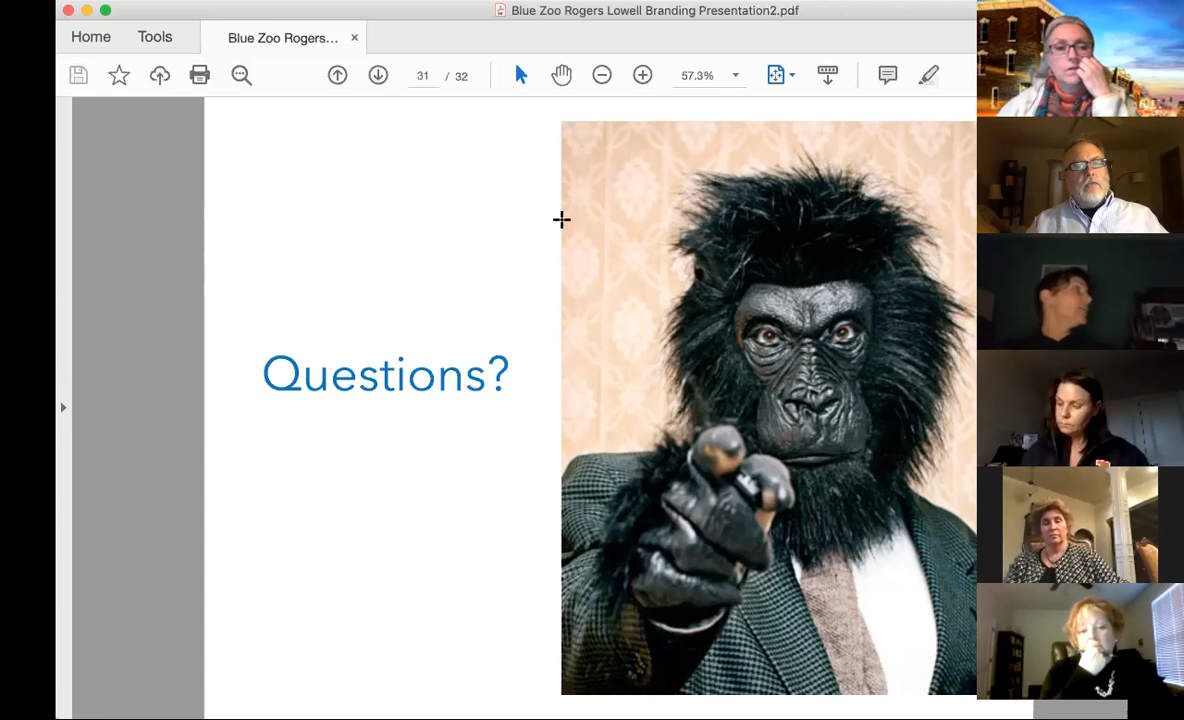 Blue Zoo Rogers Lowell Branding Presentation2.pdf
Home Tools Blue Zoo Rogers... ×
31 / 32 57.3%
Questions?